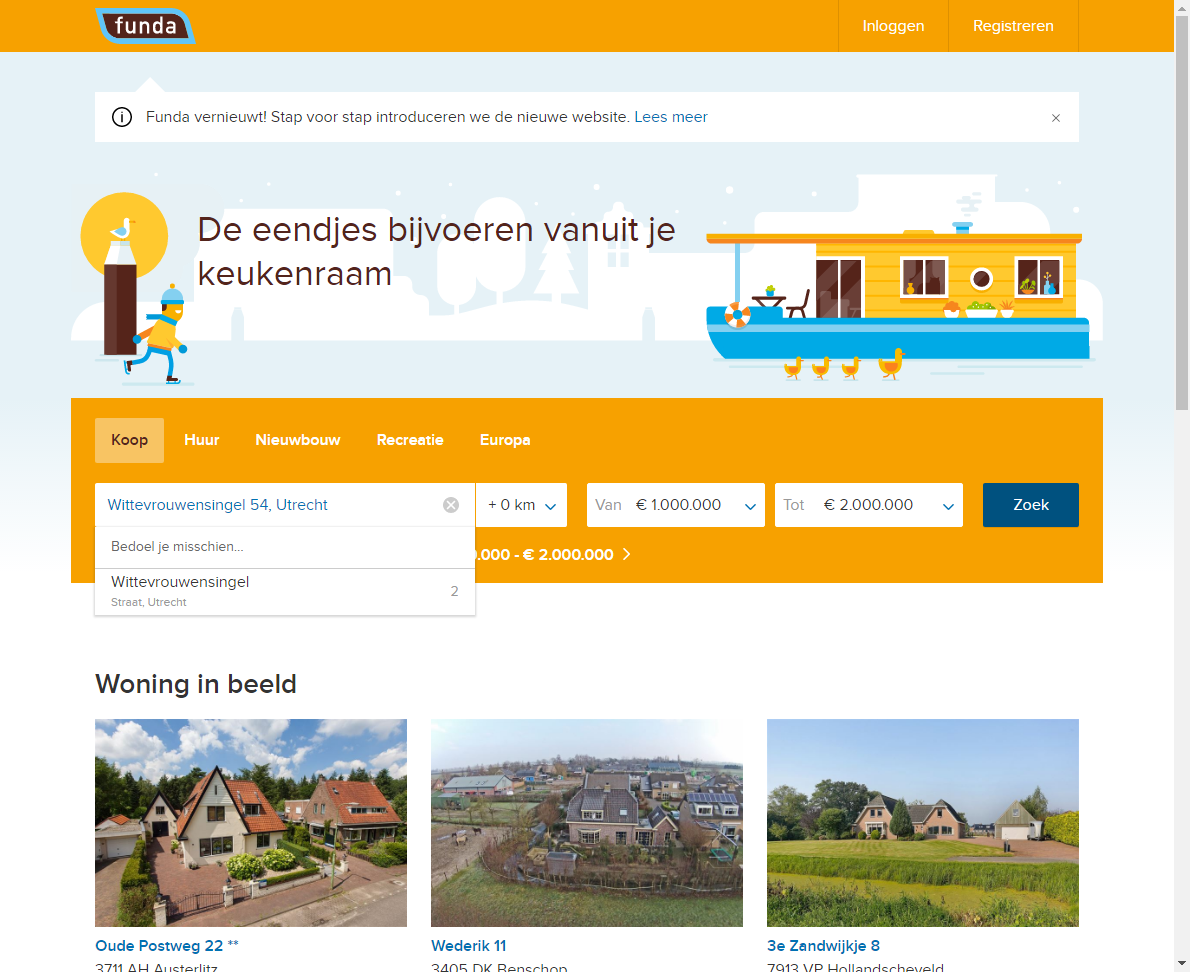 funda
Inloggen
Registreren
Funda vernieuwt! Stap voor stap introduceren we de nieuwe website. Lees meer
De eendjes bijvoeren vanuit je
keukenraam
Koop
Huur
Nieuwbouw
Recreatie
Europa
Wittevrouwensingel 54, Utrecht
+ 0 km
Van € 1.000.000
Tot € 2.000.000
Zoek
Bedoel je misschien...
.000 - € 2.000.000
Wittevrouwensingel
2
Straat, Utrecht
Woning in beeld
Oude Postweg 22 **
Wederik 11
3e Zandwijkje 8
3711 AH Austerlitz
3405 DK Benschop
7913 VP Hollandscheveld